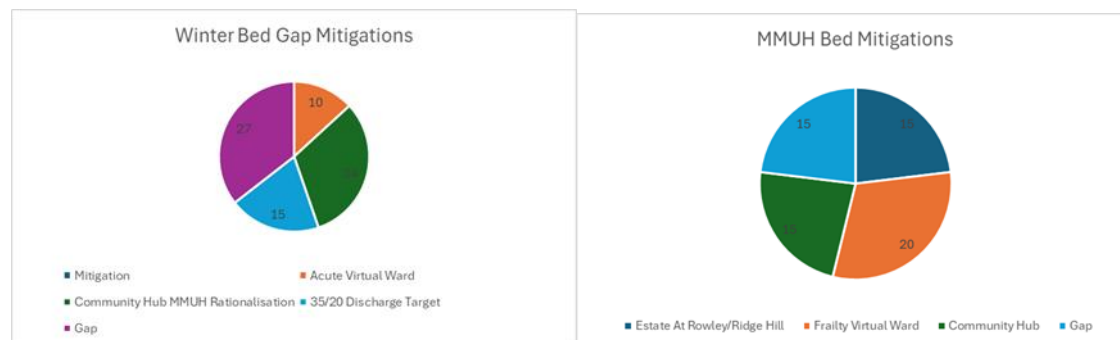 Winter Bed Gap Mitigations
10
27
15
Mitigation
Acute Virtual Ward
Community Hub MMUH Rationalisation
35/20 Discharge Target
Gap
MMUH Bed Mitigations
15
15
15
20
Estate At Rowley/Ridge Hill
Frailty Virtual Ward
Community Hub
Gap